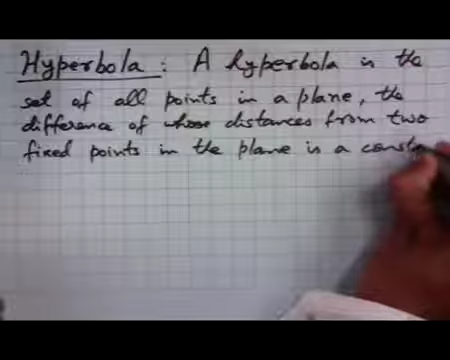 Hyperbola : A hyperbola is the
set of all points in a plane, the
difference of whose distances from two
fixed points in the plane is a consta